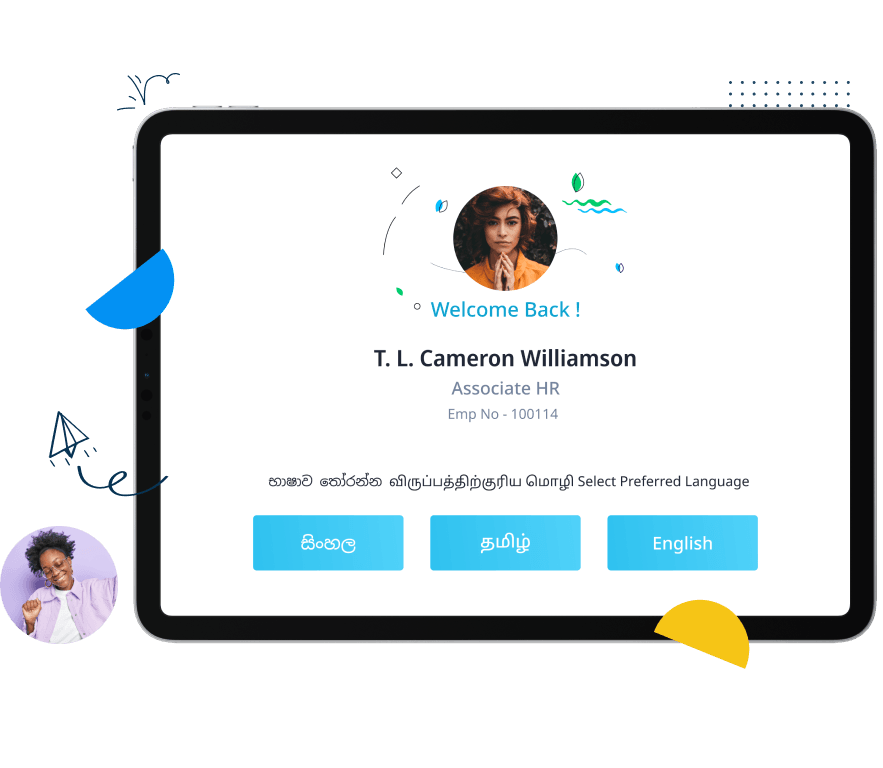 Welcome Back !
T. L. Cameron Williamson
Associate HR
Emp No - 100114
භාෂාව තෝරන්න விருப்பத்திற்குரிய மொழி Select Preferred Language
සිංහල
தமிழ்
English